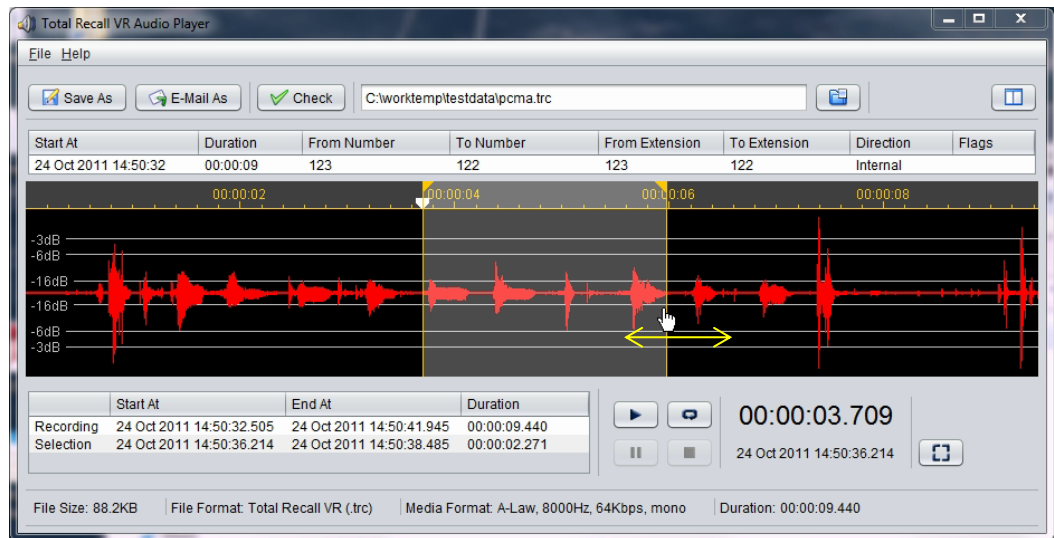 Total Recall VR Audio Player
File Help
Save As E-Mail As Check C:\worktemp\testdata\pcma.trc
Start At Duration From Number To Number From Extension To Extension Direction Flags
24 Oct 2011 14:50:32 00:00:09 123 122 123 122 Internal
00:00:02 00:00:04 00:00:06 00:00:08
-3dB
-6dB
-16dB
-16dB
-6dB
-3dB
Start At End At Duration
Recording 24 Oct 2011 14:50:32.505 24 Oct 2011 14:50:41.945 00:00:09.440
Selection 24 Oct 2011 14:50:36.214 24 Oct 2011 14:50:38.485 00:00:02.271
00:00:03.709
24 Oct 2011 14:50:36.214
File Size: 88.2KB File Format: Total Recall VR (.trc) Media Format: A-Law, 8000Hz, 64Kbps, mono Duration: 00:00:09.440